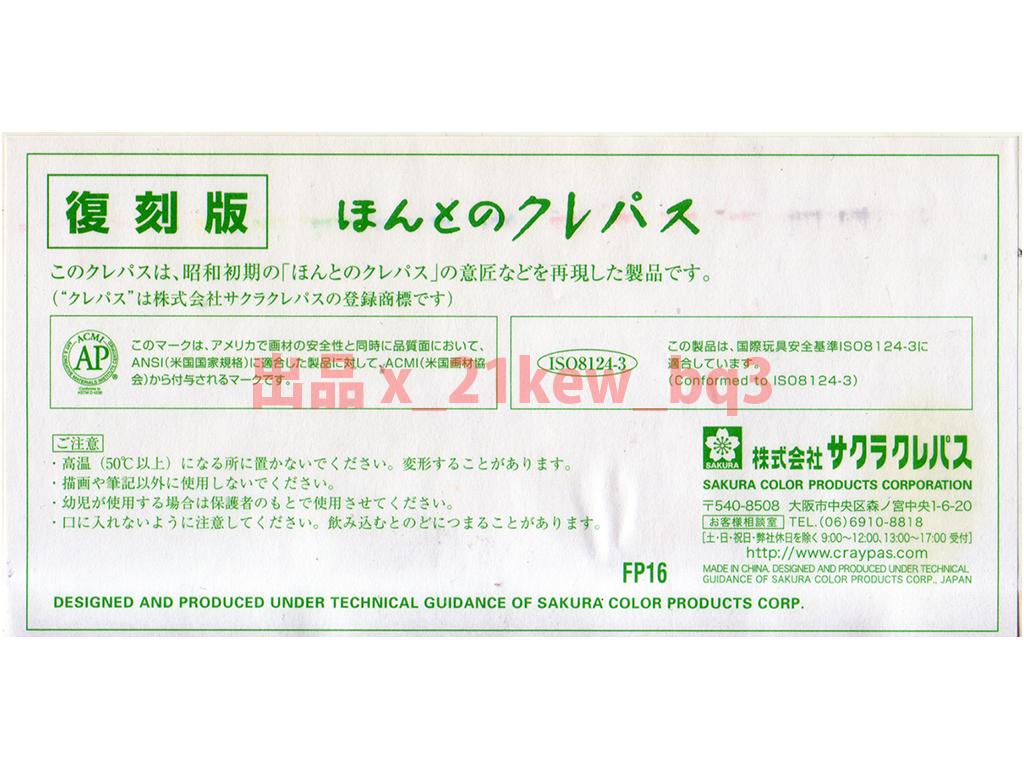 復刻版 ほんとのクレパス
このクレパスは、昭和初期の「ほんとのクレパス」の意匠などを再現した製品です。
（“クレパス”は株式会社サクラクレパスの登録商標です）
ACMI
AP
このマークは、アメリカで画材の安全性と同時に品質面において、
ANSI(米国国家規格)に適合した製品に対して、ACMI(米国画材協
会)から付与されるマークです。
ISO8124-3
この製品は、国際玩具安全基準ISO8124-3に
適合しています。
(Conformed to ISO8124-3)
出品 x_21kew_bq3
ご注意
・高温（50℃以上）になる所に置かないでください。変形することがあります。
・描画や筆記以外に使用しないでください。
・幼児が使用する場合は保護者のもとで使用させてください。
・口に入れないように注意してください。飲み込むとのどにつまることがあります。
SAKURA
株式会社サクラクレパス
SAKURA COLOR PRODUCTS CORPORATION
〒540-8508 大阪市中央区森ノ宮中央1-6-20
お客様相談室 TEL.(06)6910-8818
[土・日・祝日・弊社休日を除く 9:00〜12:00、13:00〜17:00 受付]
http://www.craypas.com
MADE IN CHINA. DESIGNED AND PRODUCED UNDER TECHNICAL
GUIDANCE OF SAKURA COLOR PRODUCTS CORP., JAPAN
FP16
DESIGNED AND PRODUCED UNDER TECHNICAL GUIDANCE OF SAKURA COLOR PRODUCTS CORP.